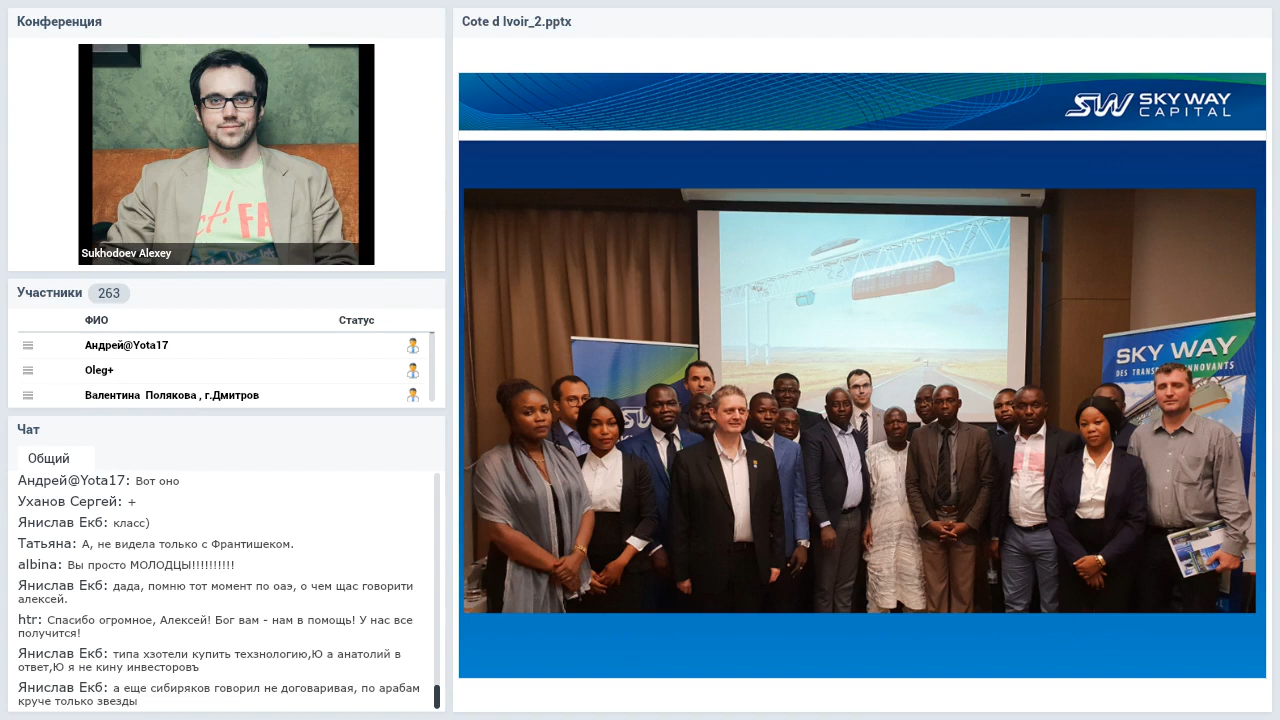 Конференция
Sukhodoev Alexey
Участники 263
ФИО Статус
Андрей@Yota17
Oleg+
Валентина Полякова , г.Дмитров
Чат
Общий
Андрей@Yota17: Вот оно
Уханов Сергей: +
Янислав Екб: класс)
Татьяна: А, не видела только с Франтишеком.
albina: Вы просто МОЛОДЦЫ!!!!!!!!!!
Янислав Екб: дада, помню тот момент по оаэ, о чем щас говорити
алексей.
htr: Спасибо огромное, Алексей! Бог вам - нам в помощь! У нас все
получится!
Янислав Екб: типа хзотели купить техзнологию,Ю а анатолий в
ответ,Ю я не кину инвесторовъ
Янислав Екб: а еще сибиряков говорил не договаривая, по арабам
круче только звезды
Cote d Ivoir_2.pptx
SW SKY WAY
CAPITAL
SKY WAY
DES TRANSP
INNOVANTS